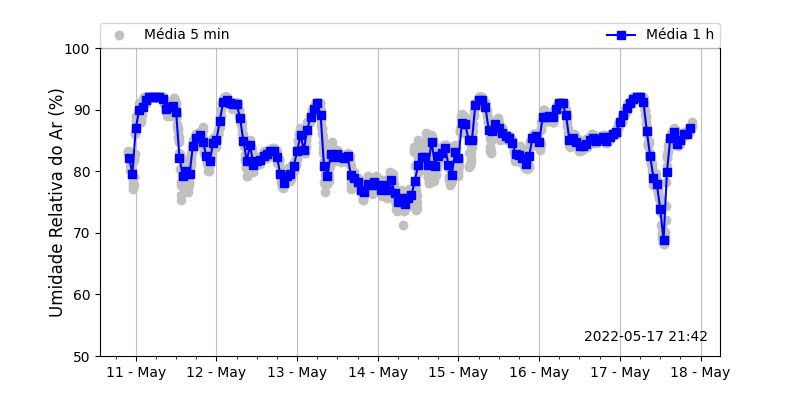 Média 5 min
Média 1 h
Umidade Relativa do Ar (%)
100
90
80
70
60
50
2022-05-17 21:42
11 - May
12 - May
13 - May
14 - May
15 - May
16 - May
17 - May
18 - May